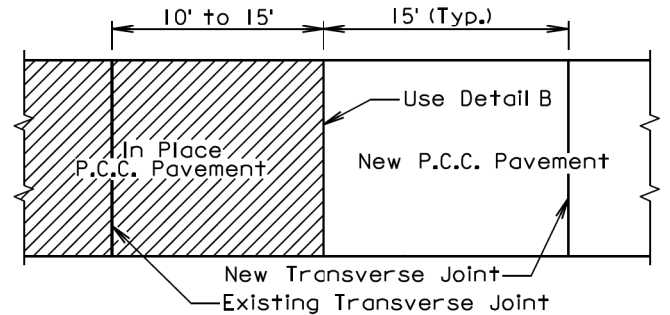 10' to 15'
15' (Typ.)
Use Detail B
In Place
P.C.C. Pavement
New P.C.C. Pavement
New Transverse Joint
Existing Transverse Joint